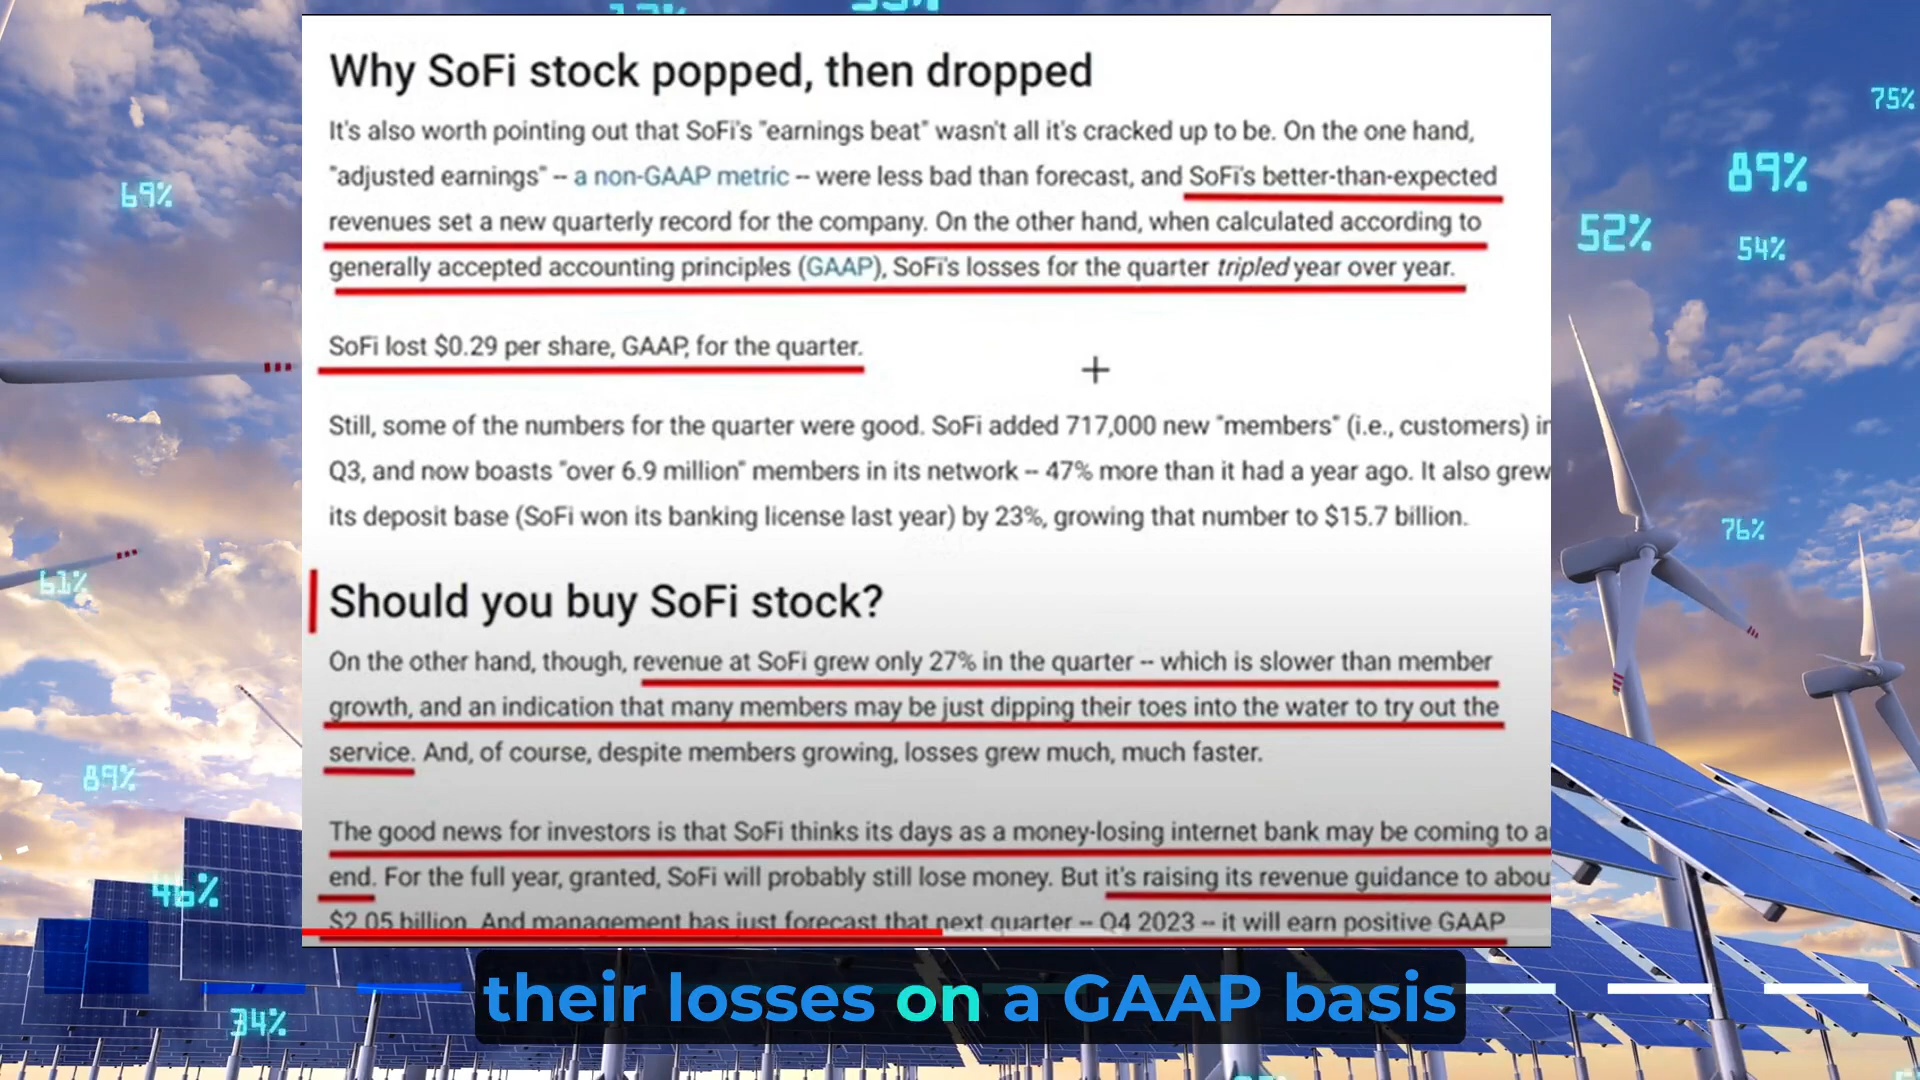 75%
89%
69%
52%
54%
Why SoFi stock popped, then dropped
It's also worth pointing out that SoFi's "earnings beat" wasn't all it's cracked up to be. On the one hand,
"adjusted earnings" -- a non-GAAP metric -- were less bad than forecast, and SoFi's better-than-expected
revenues set a new quarterly record for the company. On the other hand, when calculated according to
generally accepted accounting principles (GAAP), SoFi's losses for the quarter tripled year over year.
SoFi lost $0.29 per share, GAAP, for the quarter.
Still, some of the numbers for the quarter were good. SoFi added 717,000 new "members" (i.e., customers) in
Q3, and now boasts "over 6.9 million" members in its network -- 47% more than it had a year ago. It also grew
its deposit base (SoFi won its banking license last year) by 23%, growing that number to $15.7 billion.
76%
61%
Should you buy SoFi stock?
On the other hand, though, revenue at SoFi grew only 27% in the quarter -- which is slower than member
growth, and an indication that many members may be just dipping their toes into the water to try out the
service. And, of course, despite members growing, losses grew much, much faster.
89%
The good news for investors is that SoFi thinks its days as a money-losing internet bank may be coming to a
end. For the full year, granted, SoFi will probably still lose money. But it's raising its revenue guidance to abou
$2.05 billion. And management has just forecast that next quarter -- Q4 2023 -- it will earn positive GAAP
46%
their losses on a GAAP basis
34%